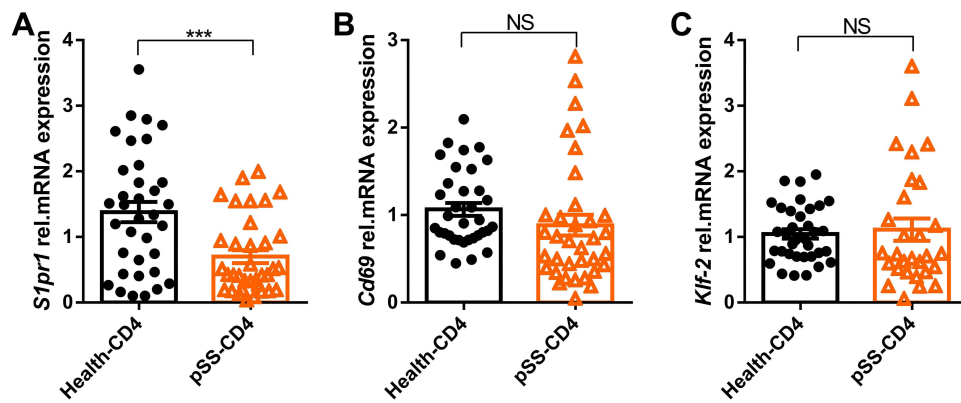 A
S1pr1 rel.mRNA expression
4
3
2
1
0
***
Health-CD4
pSS-CD4
B
Cd69 rel.mRNA expression
3
2
1
0
NS
Health-CD4
pSS-CD4
C
Klf-2 rel.mRNA expression
4
3
2
1
0
NS
Health-CD4
pSS-CD4